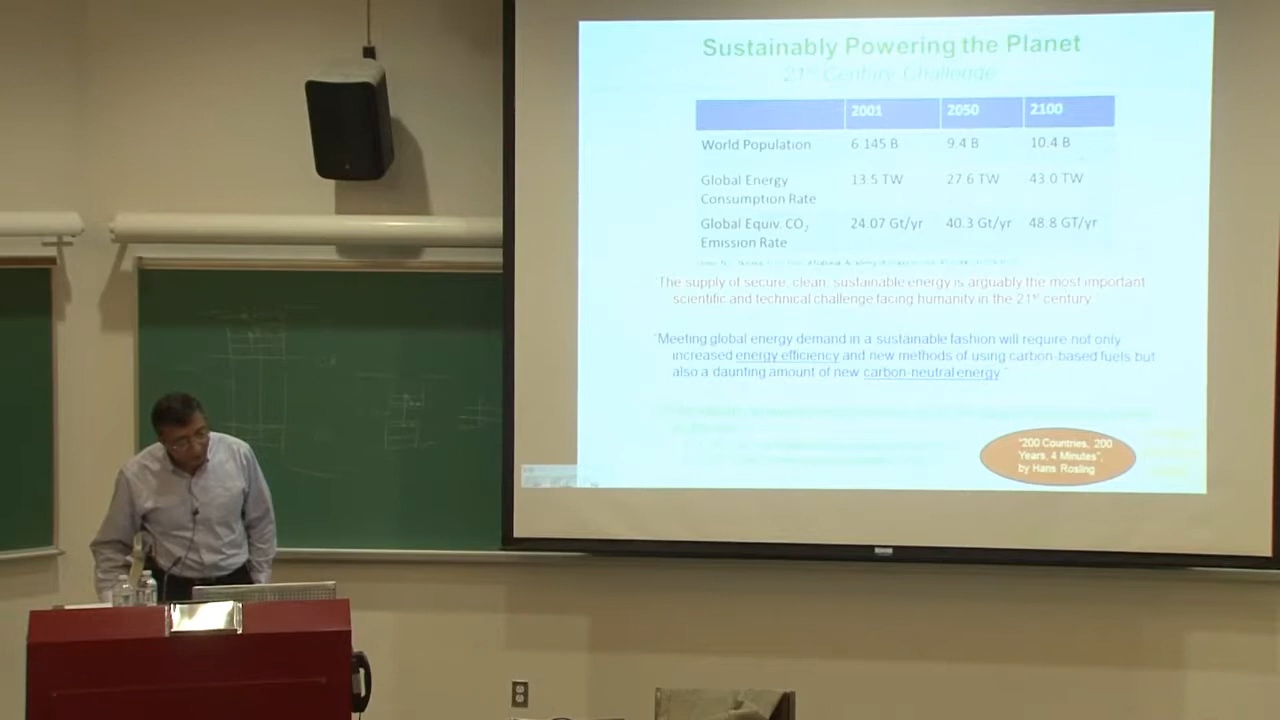 Sustainably Powering the Planet
21st Century Challenge
2001 2050 2100
World Population 6.145 B 9.4 B 10.4 B
Global Energy 13.5 TW 27.6 TW 43.0 TW
Consumption Rate
Global Equiv. CO2 24.07 Gt/yr 40.3 Gt/yr 48.8 GT/yr
Emission Rate
"The supply of secure, clean, sustainable energy is arguably the most important
scientific and technical challenge facing humanity in the 21st century
"Meeting global energy demand in a sustainable fashion will require not only
increased energy efficiency and new methods of using carbon-based fuels but
also a daunting amount of new carbon-neutral energy."
"200 Countries, 200
Years, 4 Minutes",
by Hans Rosling